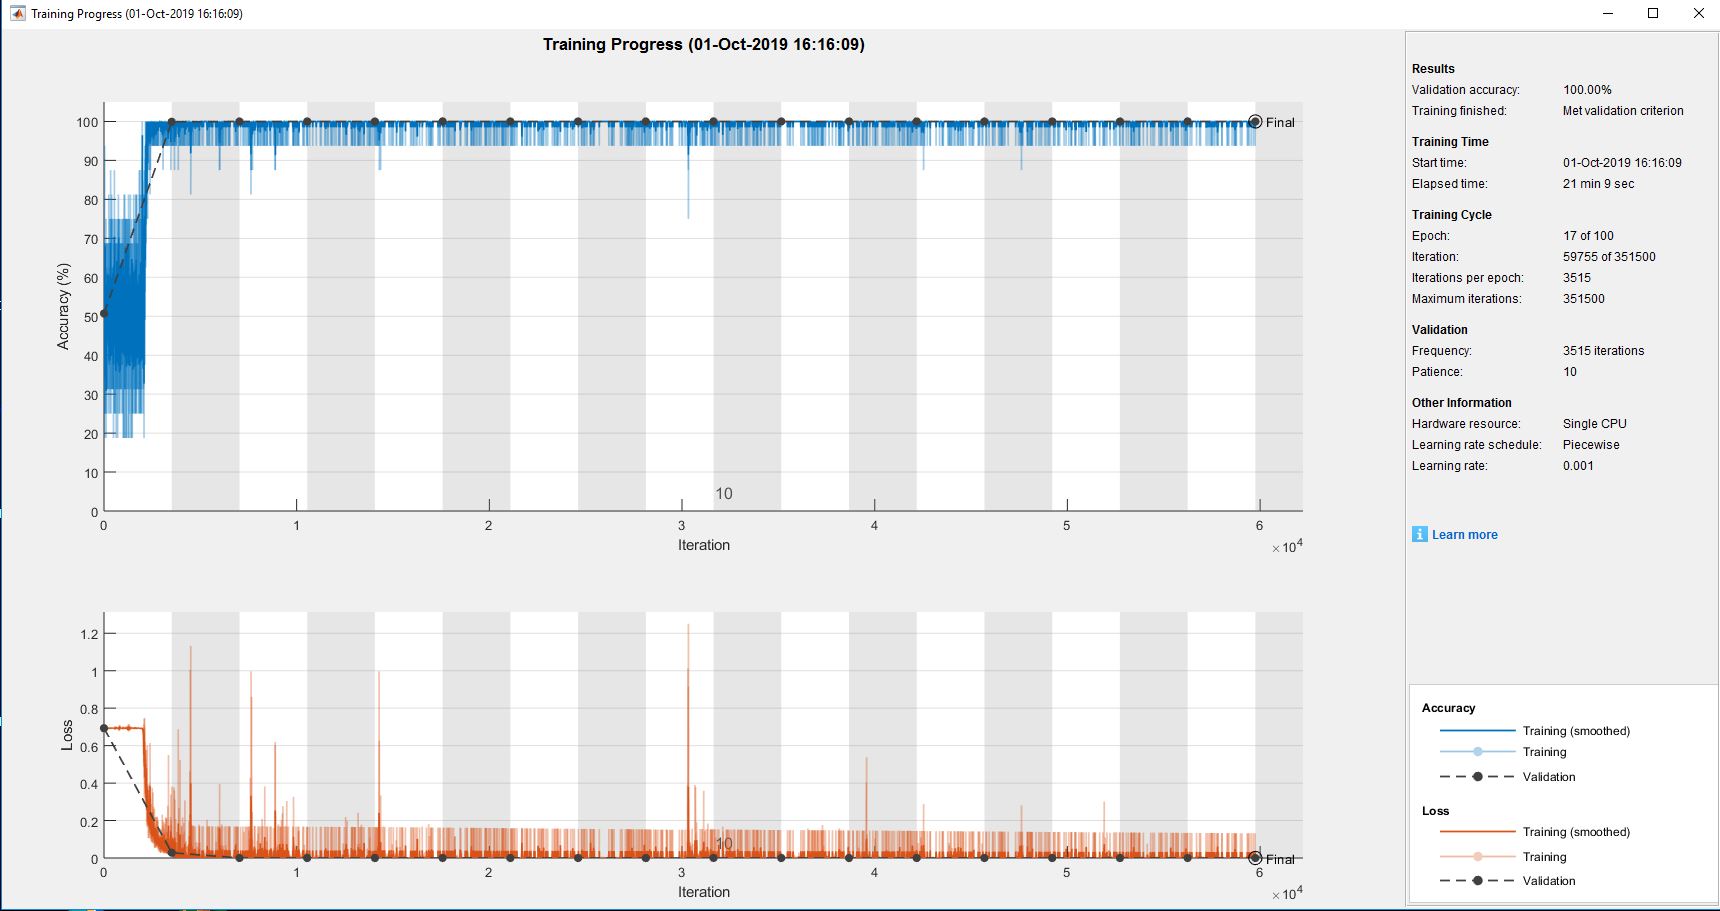 Training Progress (01-Oct-2019 16:16:09)
Training Progress (01-Oct-2019 16:16:09)
Accuracy (%)
100
90
80
70
60
50
40
30
20
10
0
Final
10
0 1 2 3 4 5 6
Iteration
×10⁴
Loss
1.2
1
0.8
0.6
0.4
0.2
0
10
Final
0 1 2 3 4 5 6
Iteration
×10⁴
Results
Validation accuracy: 100.00%
Training finished: Met validation criterion
Training Time
Start time: 01-Oct-2019 16:16:09
Elapsed time: 21 min 9 sec
Training Cycle
Epoch: 17 of 100
Iteration: 59755 of 351500
Iterations per epoch: 3515
Maximum iterations: 351500
Validation
Frequency: 3515 iterations
Patience: 10
Other Information
Hardware resource: Single CPU
Learning rate schedule: Piecewise
Learning rate: 0.001
i Learn more
Accuracy
Training (smoothed)
Training
Validation
Loss
Training (smoothed)
Training
Validation